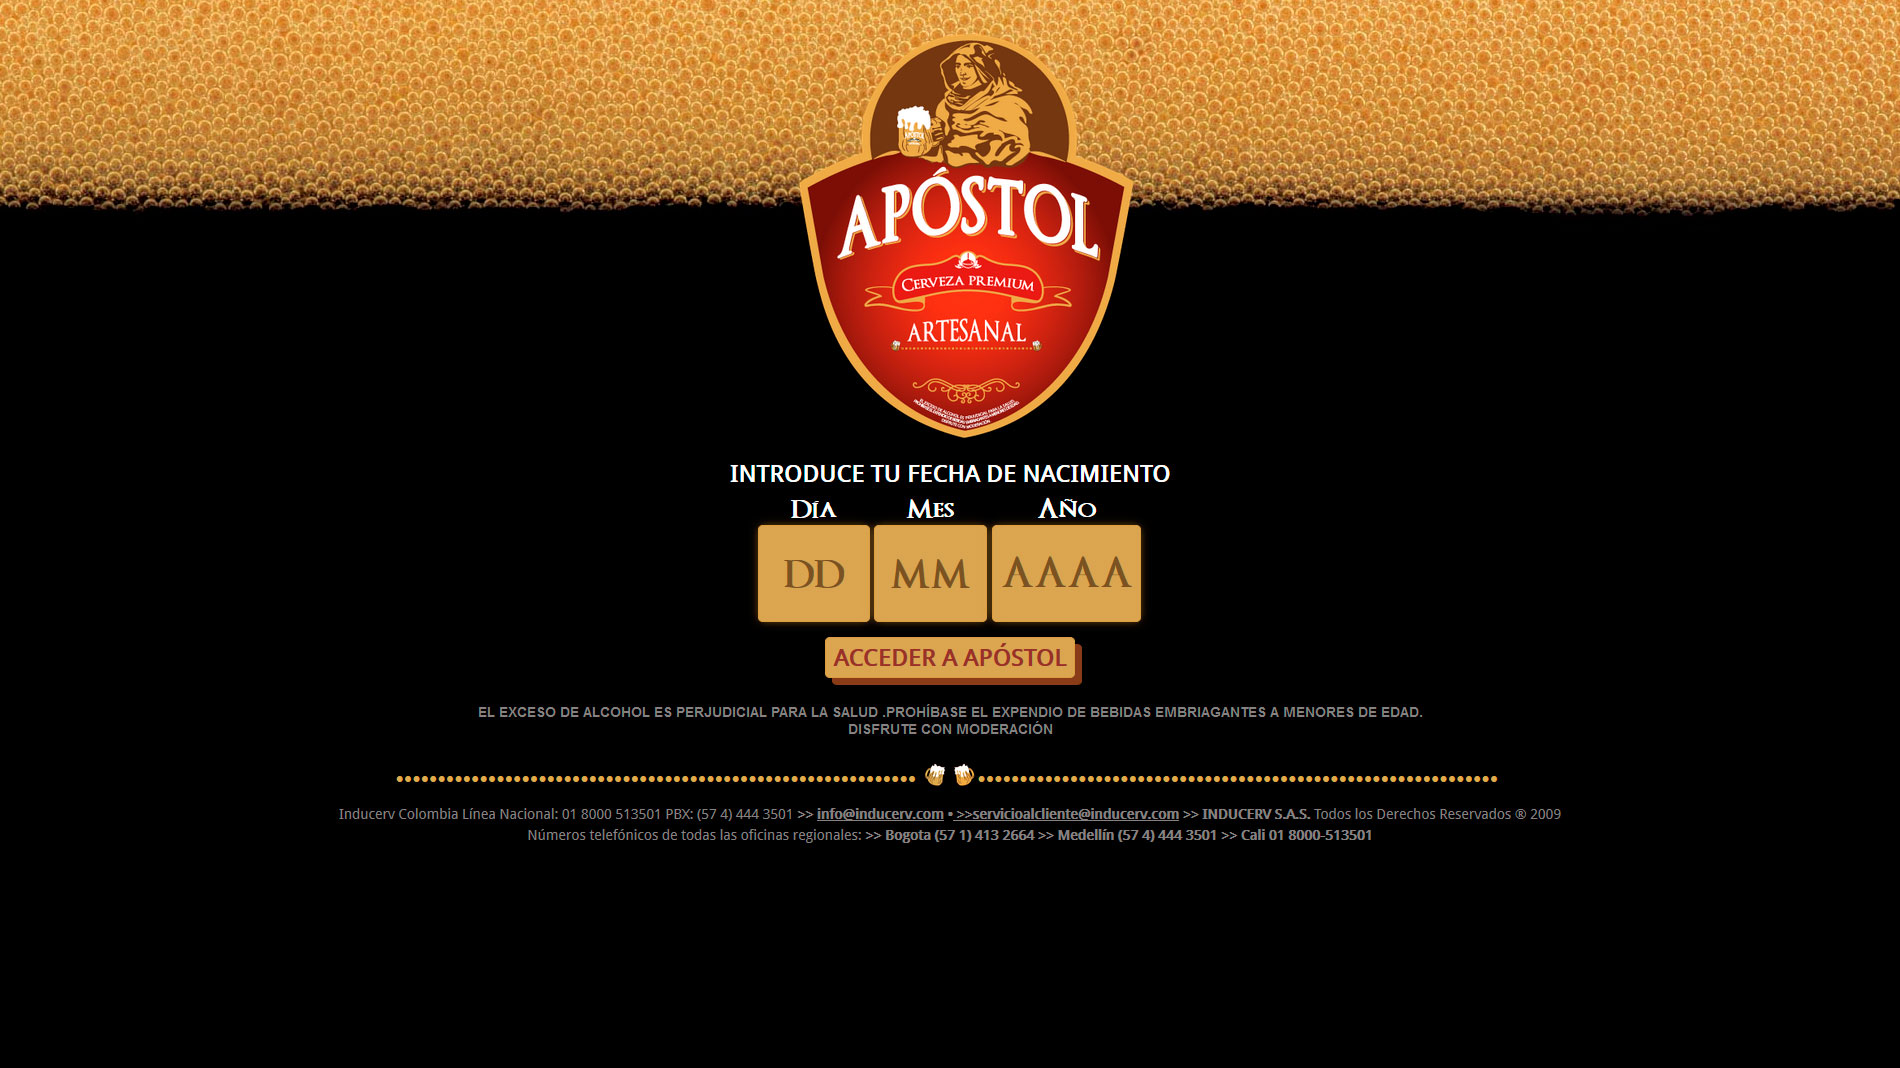 APÓSTOL
CERVEZA PREMIUM
ARTESANAL
INTRODUCE TU FECHA DE NACIMIENTO
DÍA MES AÑO
DD MM AAAA
ACCEDER A APÓSTOL
EL EXCESO DE ALCOHOL ES PERJUDICIAL PARA LA SALUD .PROHÍBASE EL EXPENDIO DE BEBIDAS EMBRIAGANTES A MENORES DE EDAD.
DISFRUTE CON MODERACIÓN
Inducerv Colombia Línea Nacional: 01 8000 513501 PBX: (57 4) 444 3501 >> info@inducerv.com • >>servicioalcliente@inducerv.com >> INDUCERV S.A.S. Todos los Derechos Reservados ® 2009
Números telefónicos de todas las oficinas regionales: >> Bogota (57 1) 413 2664 >> Medellín (57 4) 444 3501 >> Cali 01 8000-513501